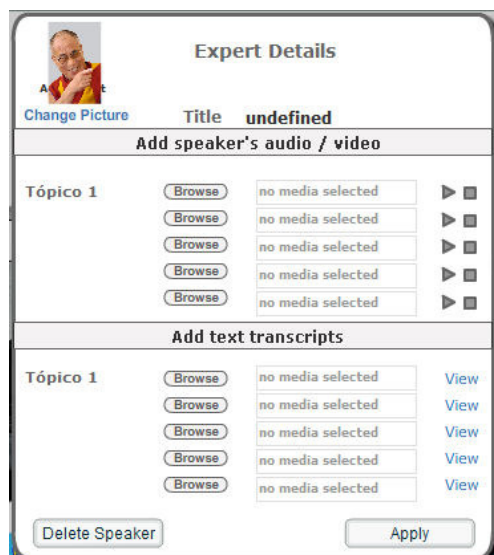 Expert Details
Change Picture
Title undefined
Add speaker's audio / video
Tópico 1 Browse no media selected
Browse no media selected
Browse no media selected
Browse no media selected
Browse no media selected
Add text transcripts
Tópico 1 Browse no media selected View
Browse no media selected View
Browse no media selected View
Browse no media selected View
Browse no media selected View
Delete Speaker Apply